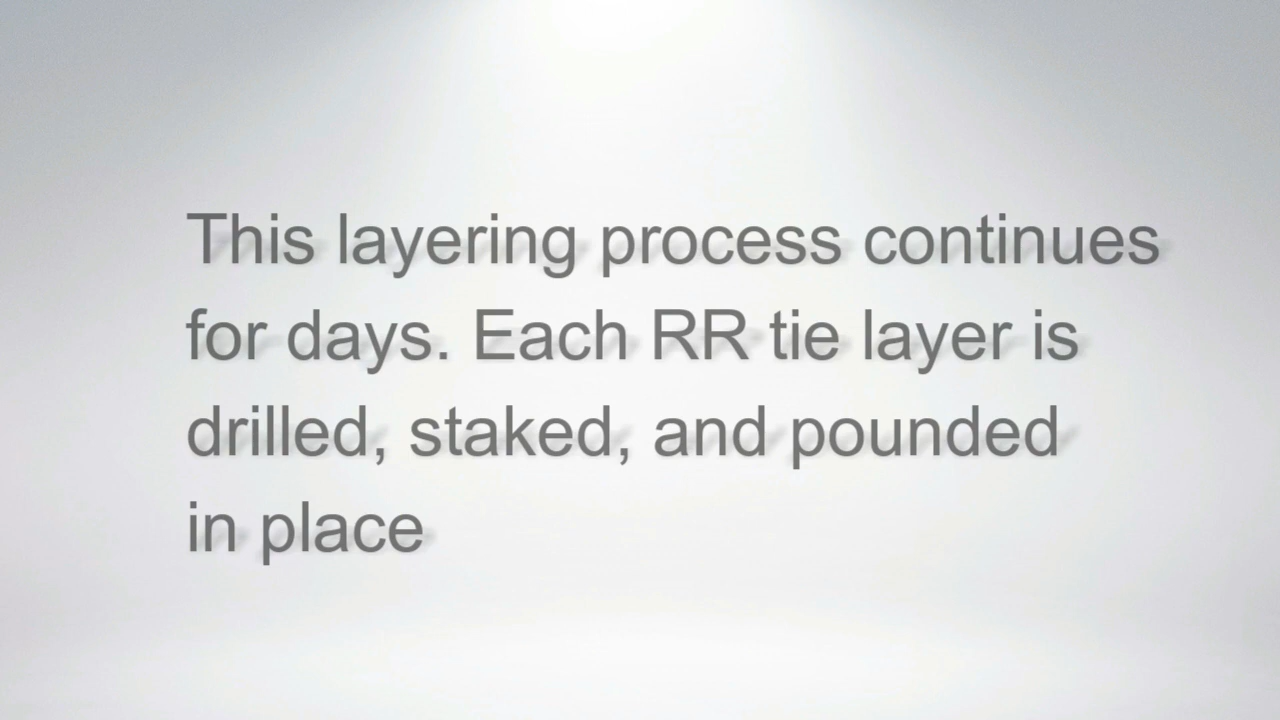 This layering process continues
for days. Each RR tie layer is
drilled, staked, and pounded
in place